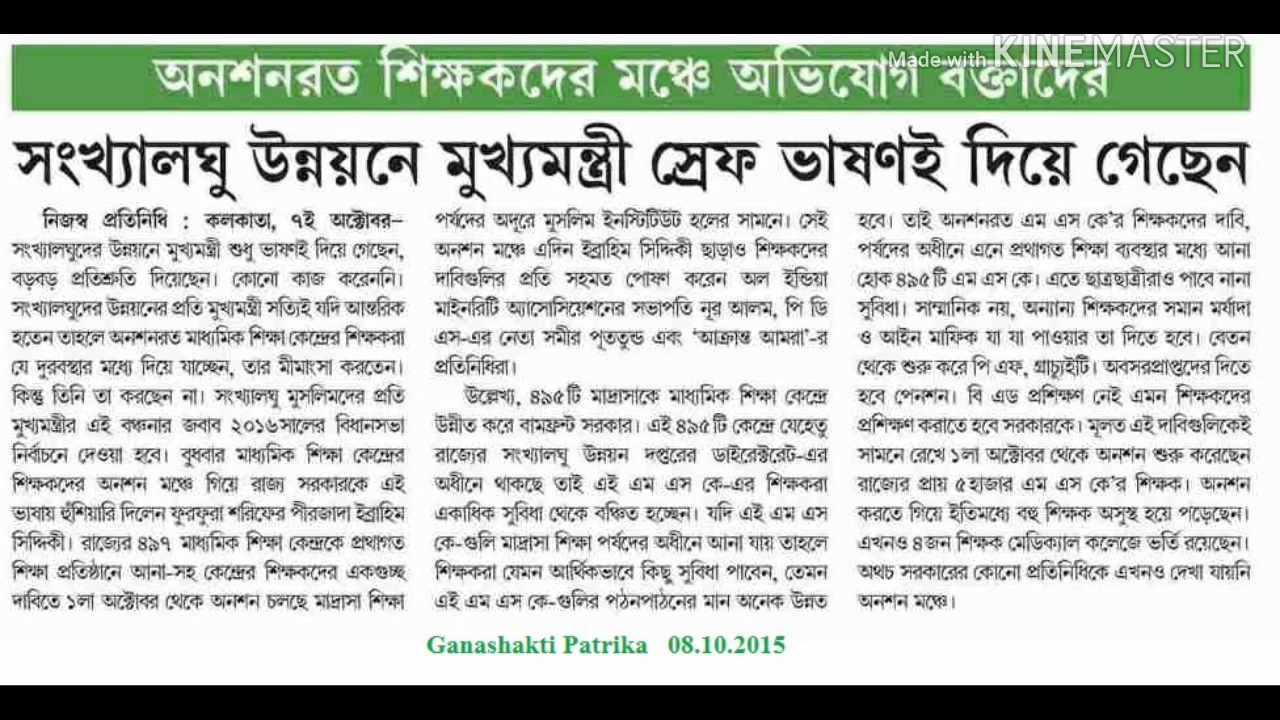 Made with KINEMASTER
অনশনরত শিক্ষকদের মঞ্চে অভিযোগ বক্তাদের
সংখ্যালঘু উন্নয়নে মুখ্যমন্ত্রী স্রেফ ভাষণই দিয়ে গেছেন
নিজস্ব প্রতিনিধি : কলকাতা, ৭ই অক্টোবর—
সংখ্যালঘুদের উন্নয়নে মুখ্যমন্ত্রী শুধু ভাষণই দিয়ে গেছেন,
বড়বড় প্রতিশ্রুতি দিয়েছেন। কোনো কাজ করেননি।
সংখ্যালঘুদের উন্নয়নের প্রতি মুখ্যমন্ত্রী সত্যিই যদি আন্তরিক
হতেন তাহলে অনশনরত মাধ্যমিক শিক্ষা কেন্দ্রের শিক্ষকরা
যে দুরবস্থার মধ্যে দিয়ে যাচ্ছেন, তার মীমাংসা করতেন।
কিন্তু তিনি তা করছেন না। সংখ্যালঘু মুসলিমদের প্রতি
মুখ্যমন্ত্রীর এই বঞ্চনার জবাব ২০১৬সালের বিধানসভা
নির্বাচনে দেওয়া হবে। বুধবার মাধ্যমিক শিক্ষা কেন্দ্রের
শিক্ষকদের অনশন মঞ্চে গিয়ে রাজ্য সরকারকে এই
ভাষায় হুঁশিয়ারি দিলেন ফুরফুরা শরিফের পীরজাদা ইব্রাহিম
সিদ্দিকী। রাজ্যের ৪৯৭ মাধ্যমিক শিক্ষা কেন্দ্রকে প্রথাগত
শিক্ষা প্রতিষ্ঠানে আনা-সহ কেন্দ্রের শিক্ষকদের একগুচ্ছ
দাবিতে ১লা অক্টোবর থেকে অনশন চলছে মাদ্রাসা শিক্ষা
পর্ষদের অদূরে মুসলিম ইনস্টিটিউট হলের সামনে। সেই
অনশন মঞ্চে এদিন ইব্রাহিম সিদ্দিকী ছাড়াও শিক্ষকদের
দাবিগুলির প্রতি সহমত পোষণ করেন অল ইন্ডিয়া
মাইনরিটি অ্যাসোসিয়েশনের সভাপতি নূর আলম, পি ডি
এস-এর নেতা সমীর পূততুন্ড এবং ‘আক্রান্ত আমরা’-র
প্রতিনিধিরা।
উল্লেখ্য, ৪৯৫টি মাদ্রাসাকে মাধ্যমিক শিক্ষা কেন্দ্রে
উন্নীত করে বামফ্রন্ট সরকার। এই ৪৯৫টি কেন্দ্রে যেহেতু
রাজ্যের সংখ্যালঘু উন্নয়ন দপ্তরের ডাইরেক্টরেট-এর
অধীনে থাকছে তাই এই এম এস কে-এর শিক্ষকরা
একাধিক সুবিধা থেকে বঞ্চিত হচ্ছেন। যদি এই এম এস
কে-গুলি মাদ্রাসা শিক্ষা পর্ষদের অধীনে আনা যায় তাহলে
শিক্ষকরা যেমন আর্থিকভাবে কিছু সুবিধা পাবেন, তেমন
এই এম এস কে-গুলির পঠনপাঠনের মান অনেক উন্নত
হবে। তাই অনশনরত এম এস কে’র শিক্ষকদের দাবি,
পর্ষদের অধীনে এনে প্রথাগত শিক্ষা ব্যবস্থার মধ্যে আনা
হোক ৪৯৫টি এম এস কে। এতে ছাত্রছাত্রীরাও পাবে নানা
সুবিধা। সাম্মানিক নয়, অন্যান্য শিক্ষকদের সমান মর্যাদা
ও আইন মাফিক যা যা পাওয়ার তা দিতে হবে। বেতন
থেকে শুরু করে পি এফ, গ্র্যাচুইটি। অবসরপ্রাপ্তদের দিতে
হবে পেনশন। বি এড প্রশিক্ষণ নেই এমন শিক্ষকদের
প্রশিক্ষণ করাতে হবে সরকারকে। মূলত এই দাবিগুলিকেই
সামনে রেখে ১লা অক্টোবর থেকে অনশন শুরু করেছেন
রাজ্যের প্রায় ৫হাজার এম এস কে’র শিক্ষক। অনশন
করতে গিয়ে ইতিমধ্যে বহু শিক্ষক অসুস্থ হয়ে পড়েছেন।
এখনও ৪জন শিক্ষক মেডিক্যাল কলেজে ভর্তি রয়েছেন।
অথচ সরকারের কোনো প্রতিনিধিকে এখনও দেখা যায়নি
অনশন মঞ্চে।
Ganashakti Patrika 08.10.2015